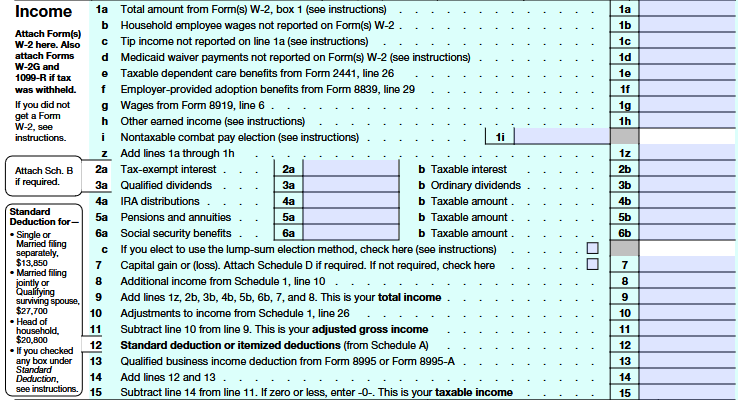 Income
Attach Form(s)
W-2 here. Also
attach Forms
W-2G and
1099-R if tax
was withheld.
If you did not
get a Form
W-2, see
instructions.
1a Total amount from Form(s) W-2, box 1 (see instructions) 1a
b Household employee wages not reported on Form(s) W-2 1b
c Tip income not reported on line 1a (see instructions) 1c
d Medicaid waiver payments not reported on Form(s) W-2 (see instructions) 1d
e Taxable dependent care benefits from Form 2441, line 26 1e
f Employer-provided adoption benefits from Form 8839, line 29 1f
g Wages from Form 8919, line 6 1g
h Other earned income (see instructions) 1h
i Nontaxable combat pay election (see instructions) 1i
z Add lines 1a through 1h 1z
Attach Sch. B
if required.
2a Tax-exempt interest 2a b Taxable interest 2b
3a Qualified dividends 3a b Ordinary dividends 3b
4a IRA distributions 4a b Taxable amount 4b
5a Pensions and annuities 5a b Taxable amount 5b
6a Social security benefits 6a b Taxable amount 6b
c If you elect to use the lump-sum election method, check here (see instructions)
7 Capital gain or (loss). Attach Schedule D if required. If not required, check here 7
8 Additional income from Schedule 1, line 10 8
9 Add lines 1z, 2b, 3b, 4b, 5b, 6b, 7, and 8. This is your total income 9
10 Adjustments to income from Schedule 1, line 26 10
11 Subtract line 10 from line 9. This is your adjusted gross income 11
12 Standard deduction or itemized deductions (from Schedule A) 12
13 Qualified business income deduction from Form 8995 or Form 8995-A 13
14 Add lines 12 and 13 14
15 Subtract line 14 from line 11. If zero or less, enter -0-. This is your taxable income 15
Standard
Deduction for—
• Single or
Married filing
separately,
$13,850
• Married filing
jointly or
Qualifying
surviving spouse,
$27,700
• Head of
household,
$20,800
• If you checked
any box under
Standard
Deduction,
see instructions.